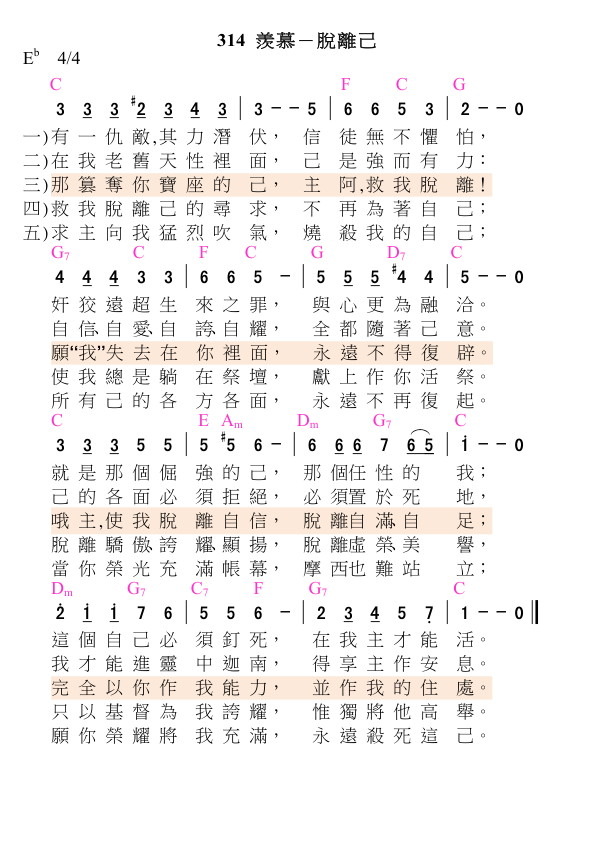 314 羨慕－脫離己
E♭ 4/4
C F C G
3 3 3 #2 3 4 3 | 3 － － 5 | 6 6 5 3 | 2 － － 0
一)有一仇敵,其力潛伏， 信徒無不懼怕，
二)在我老舊天性裡面， 己是強而有力：
三)那篡奪你寶座的己， 主阿,救我脫離！
四)救我脫離己的尋求， 不再為著自己；
五)求主向我猛烈吹氣， 燒殺我的自己；
G7 C F C G D7 C
4 4 4 3 3 | 6 6 5 － | 5 5 5 #4 4 | 5 － － 0
奸狡遠超生來之罪， 與心更為融洽。
自信、自愛、自誇、自耀， 全都隨著己意。
願“我”失去在你裡面， 永遠不得復辟。
使我總是躺在祭壇， 獻上作你活祭。
所有己的各方各面， 永遠不再復起。
C E Am Dm G7 C
3 3 3 5 5 | 5 #5 6 － | 6 6 6 7 6 5 | i － － 0
就是那個倔強的己， 那個任性的我；
己的各面必須拒絕， 必須置於死地，
哦主,使我脫離自信， 脫離自滿、自足；
脫離驕傲、誇耀、顯揚， 脫離虛榮、美譽，
當你榮光充滿帳幕， 摩西也難站立；
Dm G7 C7 F G7 C
2̇ i i 7 6 | 5 5 6 － | 2 3 4 5 7̣ | 1 － － 0 ‖
這個自己必須釘死， 在我主才能活。
我才能進靈中迦南， 得享主作安息。
完全以你作我能力， 並作我的住處。
只以基督為我誇耀， 惟獨將他高舉。
願你榮耀將我充滿， 永遠殺死這己。